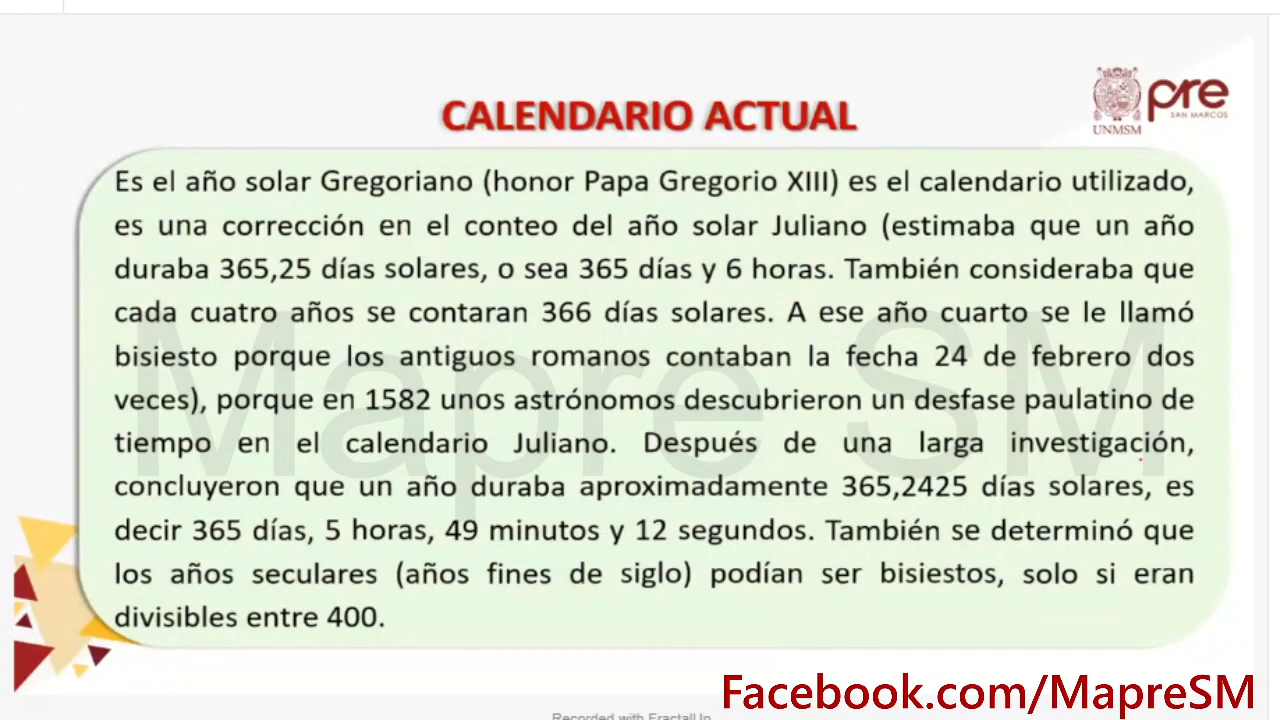 CALENDARIO ACTUAL
UNMSM
pre
SAN MARCOS
Es el año solar Gregoriano (honor Papa Gregorio XIII) es el calendario utilizado,
es una corrección en el conteo del año solar Juliano (estimaba que un año
duraba 365,25 días solares, o sea 365 días y 6 horas. También consideraba que
cada cuatro años se contaran 366 días solares. A ese año cuarto se le llamó
bisiesto porque los antiguos romanos contaban la fecha 24 de febrero dos
veces), porque en 1582 unos astrónomos descubrieron un desfase paulatino de
tiempo en el calendario Juliano. Después de una larga investigación,
concluyeron que un año duraba aproximadamente 365,2425 días solares, es
decir 365 días, 5 horas, 49 minutos y 12 segundos. También se determinó que
los años seculares (años fines de siglo) podían ser bisiestos, solo si eran
divisibles entre 400.
Mapre SM
Facebook.com/MapreSM
Recorded with FractalUp